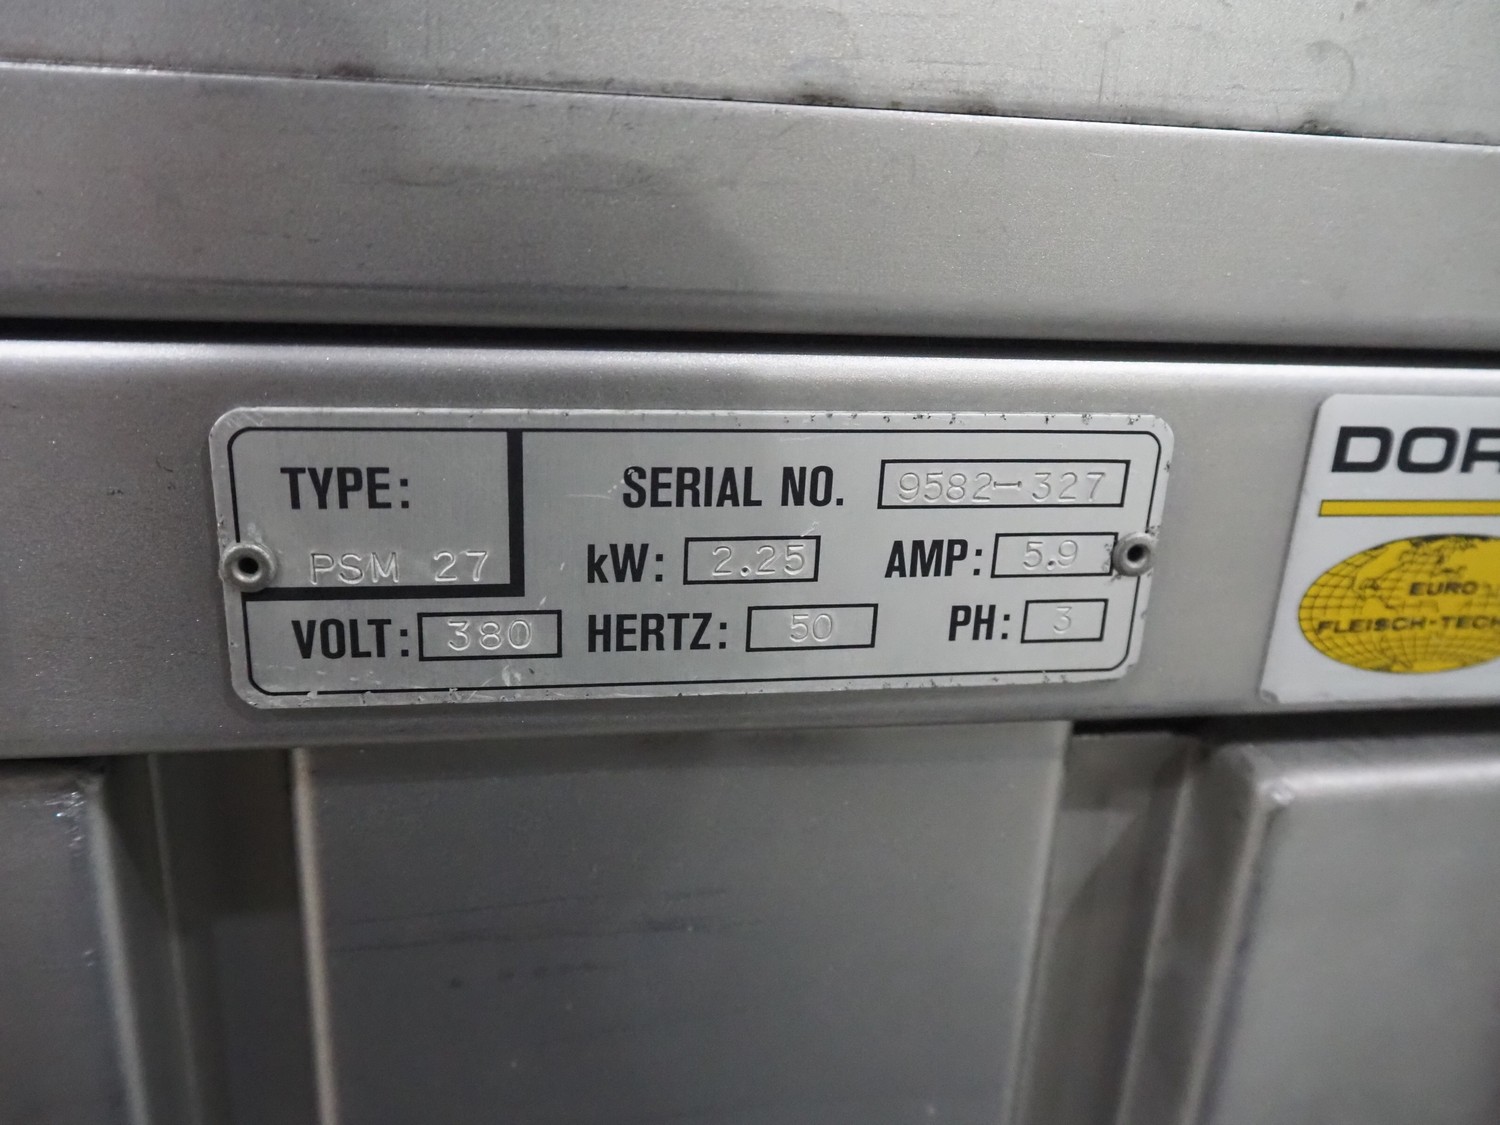 TYPE:
PSM 27
SERIAL NO. 9582-327
kW: 2.25 AMP: 5.9
VOLT: 380 HERTZ: 50 PH: 3
DOR
EURO
FLEISCH-TECH